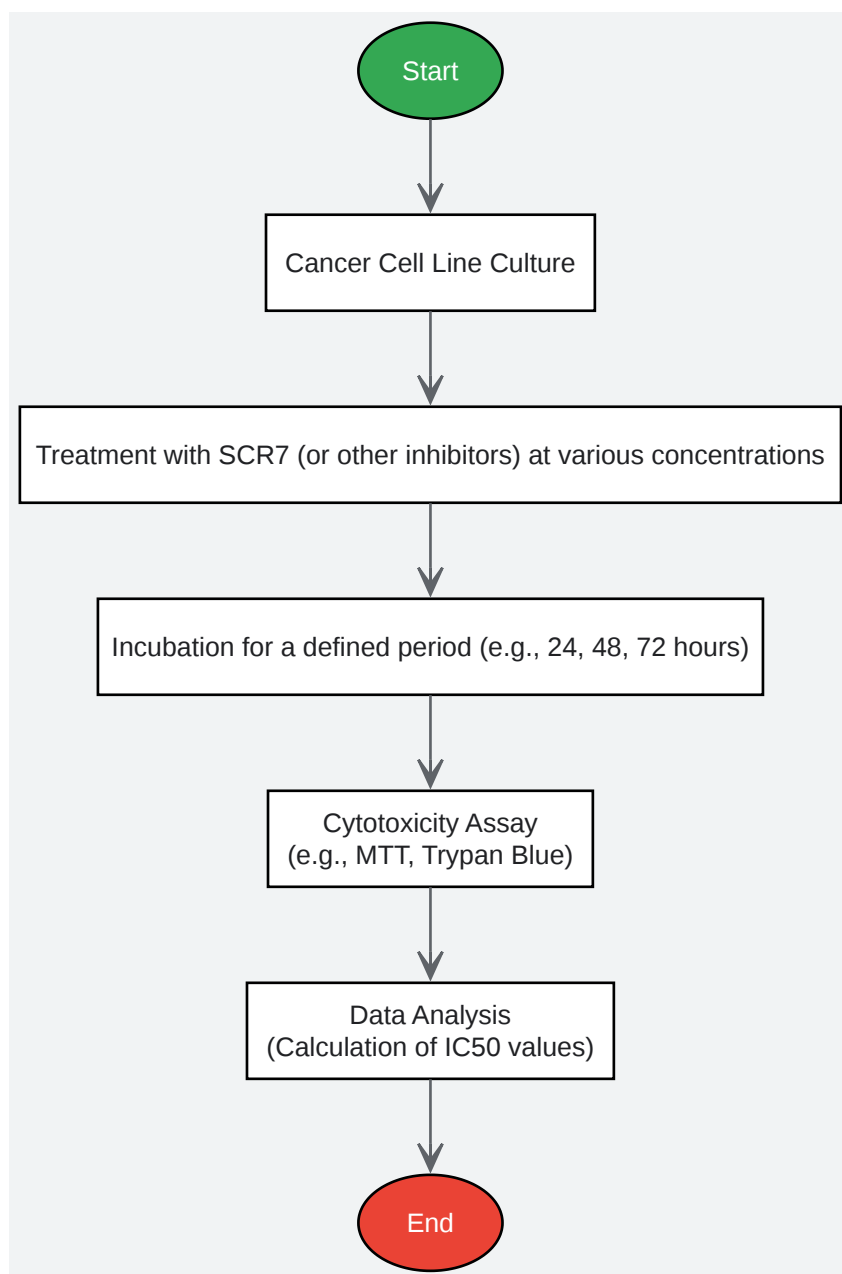 Start
Cancer Cell Line Culture
Treatment with SCR7 (or other inhibitors) at various concentrations
Incubation for a defined period (e.g., 24, 48, 72 hours)
Cytotoxicity Assay
(e.g., MTT, Trypan Blue)
Data Analysis
(Calculation of IC50 values)
End